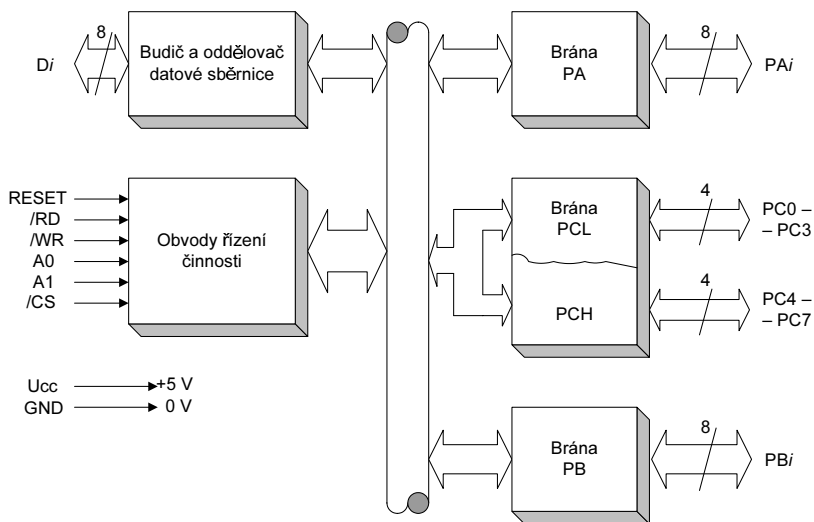 8
Di
Budič a oddělovač
datové sběrnice
Brána
PA
8
PAi
RESET
/RD
/WR
A0
A1
/CS
Obvody řízení
činnosti
Brána
PCL
PCH
4
PC0 –
– PC3
4
PC4 –
– PC7
Ucc +5 V
GND 0 V
Brána
PB
8
PBi